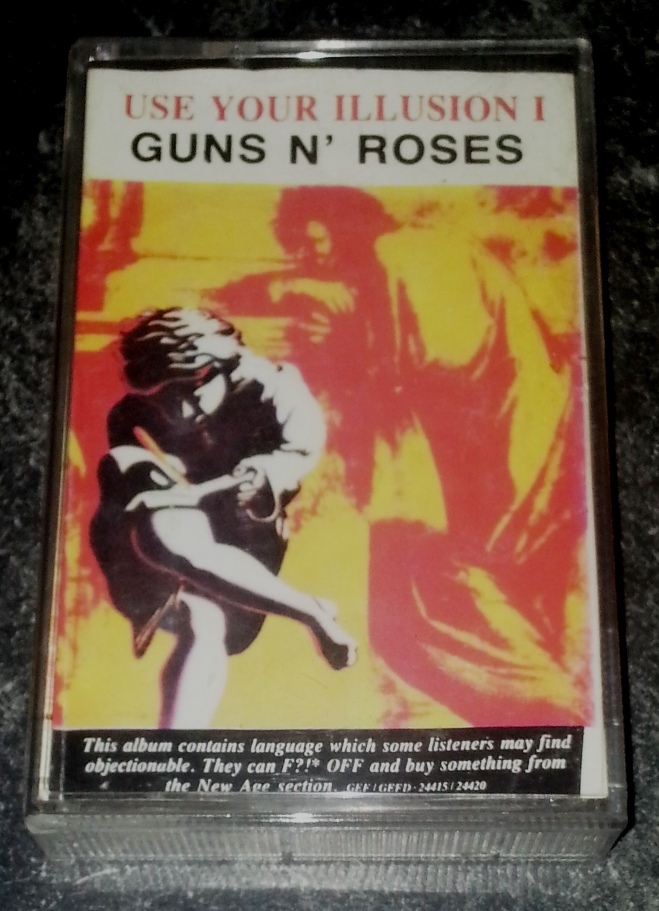 USE YOUR ILLUSION I
GUNS N' ROSES
This album contains language which some listeners may find
objectionable. They can F?!* OFF and buy something from
the New Age section. GEF / GEFD - 24415 / 24420